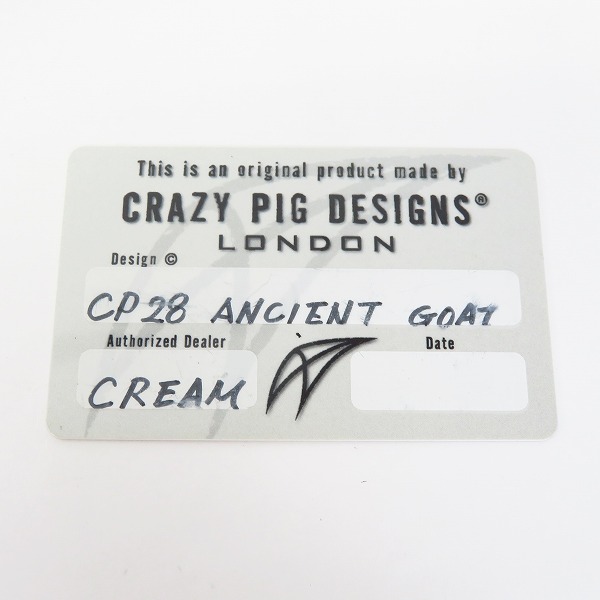 This is an original product made by
CRAZY PIG DESIGNS®
LONDON
Design ©
CP28 ANCIENT GOAT
Authorized Dealer
Date
CREAM